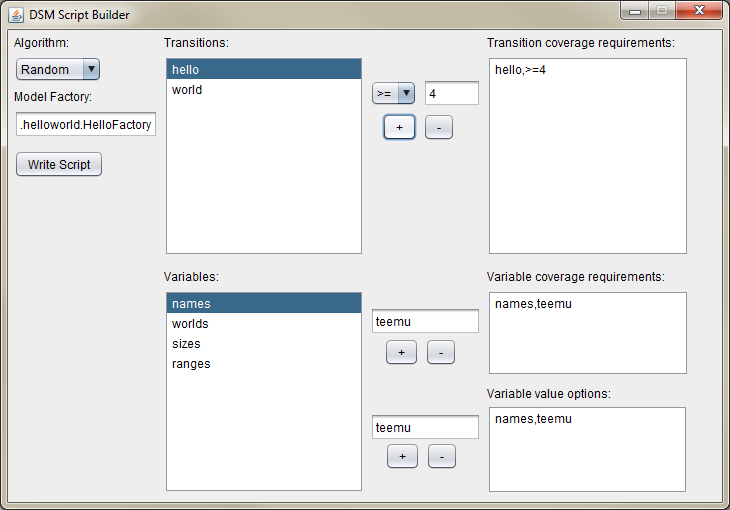 DSM Script Builder
Algorithm:
Random
Model Factory:
.helloworld.HelloFactory
Write Script
Transitions:
hello
world
>=
4
+
-
Transition coverage requirements:
hello,>=4
Variables:
names
worlds
sizes
ranges
teemu
+
-
teemu
+
-
Variable coverage requirements:
names,teemu
Variable value options:
names,teemu